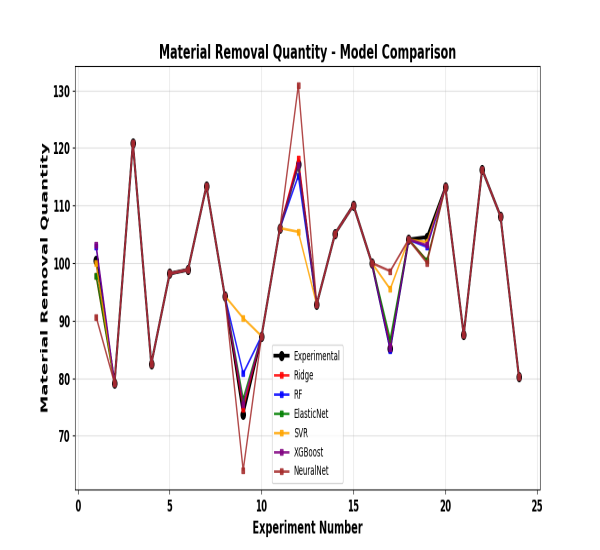 Material Removal Quantity - Model Comparison
Material Removal Quantity
130
120
110
100
90
80
70
Experimental
Ridge
RF
ElasticNet
SVR
XGBoost
NeuralNet
0 5 10 15 20 25
Experiment Number